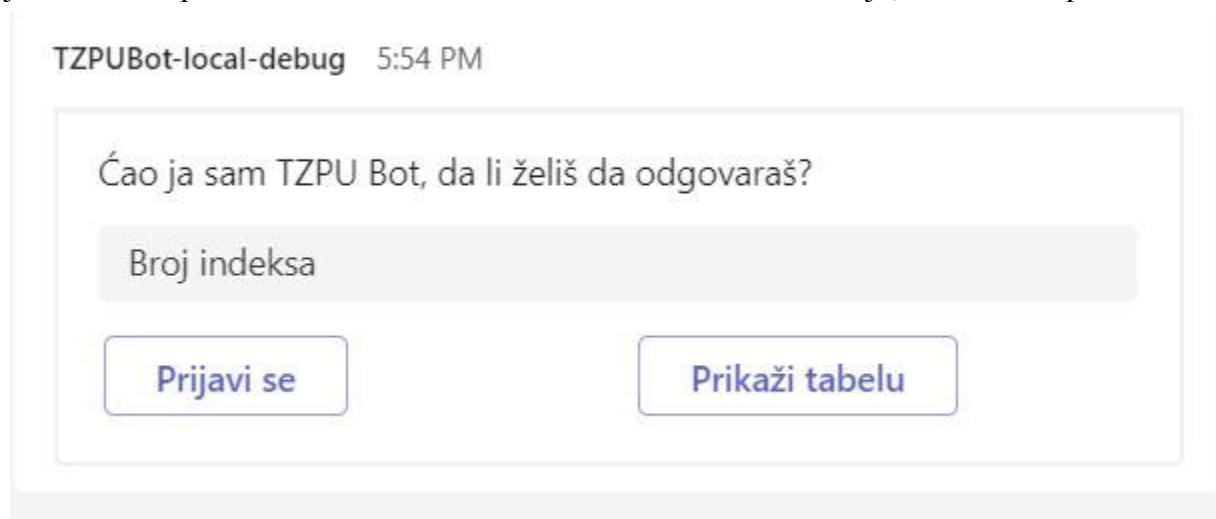 TZPUBot-local-debug 5:54 PM
Ćao ja sam TZPU Bot, da li želiš da odgovaraš?
Broj indeksa
Prijavi se Prikaži tabelu